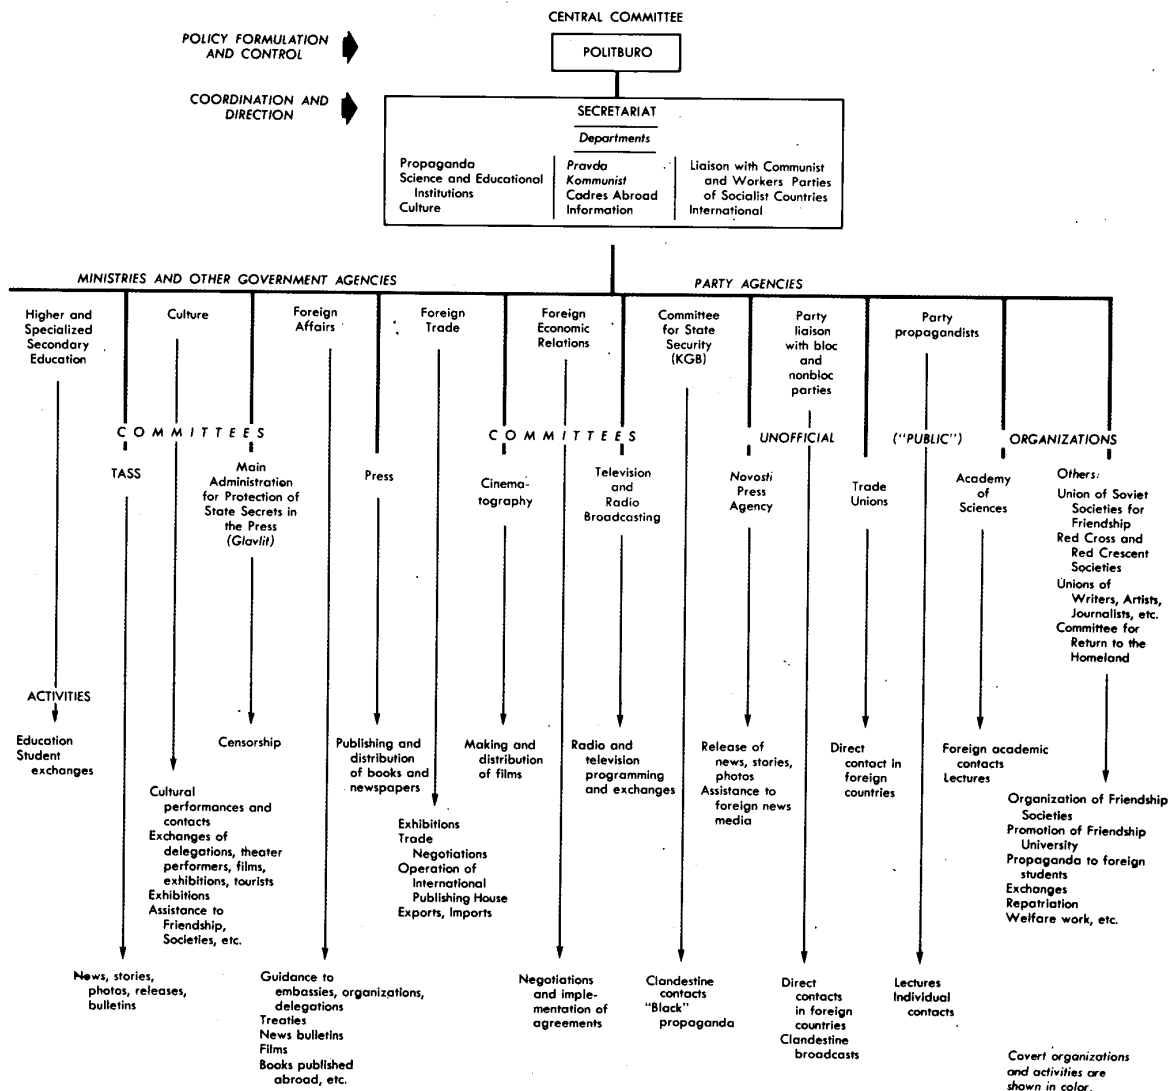 CENTRAL COMMITTEE
POLICY FORMULATION
AND CONTROL
POLITBURO
COORDINATION AND
DIRECTION
SECRETARIAT
Departments
Propaganda
Science and Educational
Institutions
Culture
Pravda
Kommunist
Cadres Abroad
Information
Liaison with Communist
and Workers Parties
of Socialist Countries
International
MINISTRIES AND OTHER GOVERNMENT AGENCIES
PARTY AGENCIES
Higher and
Specialized
Secondary
Education
Culture
Foreign
Affairs
Foreign
Trade
Foreign
Economic
Relations
Committee
for State
Security
(KGB)
Party
liaison
with bloc
and
nonbloc
parties
Party
propagandists
COMMITTEES
COMMITTEES
UNOFFICIAL
("PUBLIC")
ORGANIZATIONS
TASS
Main
Administration
for Protection of
State Secrets in
the Press
(Glavlit)
Press
Cinema-
tography
Television
and
Radio
Broadcasting
Novosti
Press
Agency
Trade
Unions
Academy
of
Sciences
Others:
Union of Soviet
Societies for
Friendship
Red Cross and
Red Crescent
Societies
Unions of
Writers, Artists,
Journalists, etc.
Committee for
Return to the
Homeland
ACTIVITIES
Education
Student
exchanges
Censorship
Publishing and
distribution
of books and
newspapers
Making and
distribution
of films
Radio and
television
programming
and exchanges
Release of
news, stories,
photos
Assistance to
foreign news
media
Direct
contact in
foreign
countries
Foreign academic
contacts
Lectures
Cultural
performances and
contacts
Exchanges of
delegations, theater
performers, films,
exhibitions, tourists
Exhibitions
Assistance to
Friendship,
Societies, etc.
Exhibitions
Trade
Negotiations
Operation of
International
Publishing House
Exports, Imports
Organization of Friendship
Societies
Promotion of Friendship
University
Propaganda to foreign
students
Exchanges
Repatriation
Welfare work, etc.
News, stories,
photos, releases,
bulletins
Guidance to
embassies, organizations,
delegations
Treaties
News bulletins
Films
Books published
abroad, etc.
Negotiations
and imple-
mentation of
agreements
Clandestine
contacts
"Black"
propaganda
Direct
contacts
in foreign
countries
Clandestine
broadcasts
Lectures
Individual
contacts
Covert organizations
and activities are
shown in color.